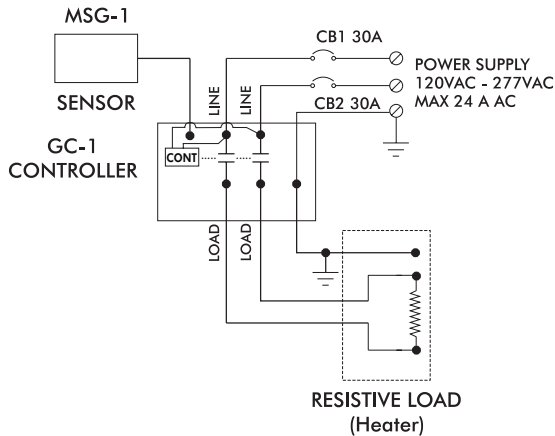 MSG-1
SENSOR
GC-1
CONTROLLER
CONT
LINE
LINE
CB1 30A
CB2 30A
POWER SUPPLY
120VAC - 277VAC
MAX 24 A AC
LOAD
LOAD
RESISTIVE LOAD
(Heater)